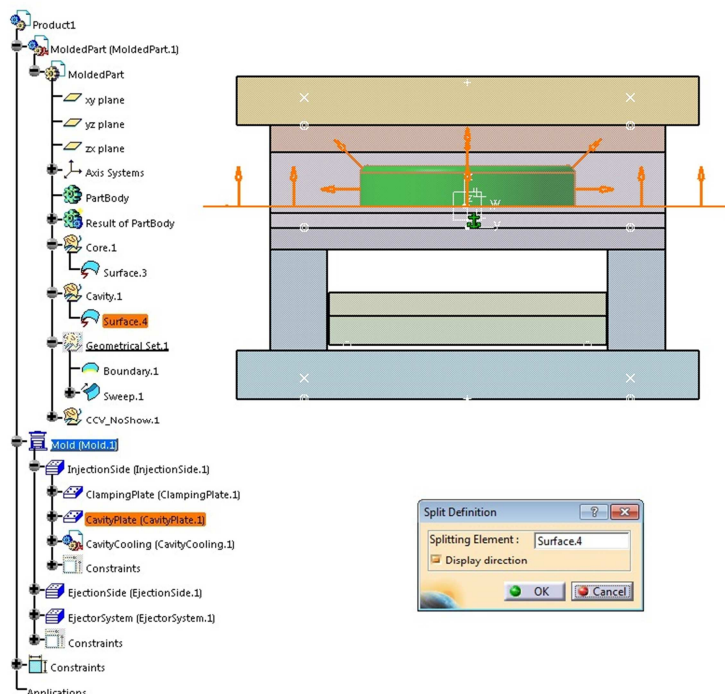 Product1
MoldedPart (MoldedPart.1)
MoldedPart
xy plane
yz plane
zx plane
Axis Systems
PartBody
Result of PartBody
Core.1
Surface.3
Cavity.1
Surface.4
Geometrical Set.1
Boundary.1
Sweep.1
CCV_NoShow.1
Mold (Mold.1)
InjectionSide (InjectionSide.1)
ClampingPlate (ClampingPlate.1)
CavityPlate (CavityPlate.1)
CavityCooling (CavityCooling.1)
Constraints
EjectionSide (EjectionSide.1)
EjectorSystem (EjectorSystem.1)
Constraints
Constraints
Applications
w
y
Split Definition
?
Splitting Element : Surface.4
Display direction
OK Cancel